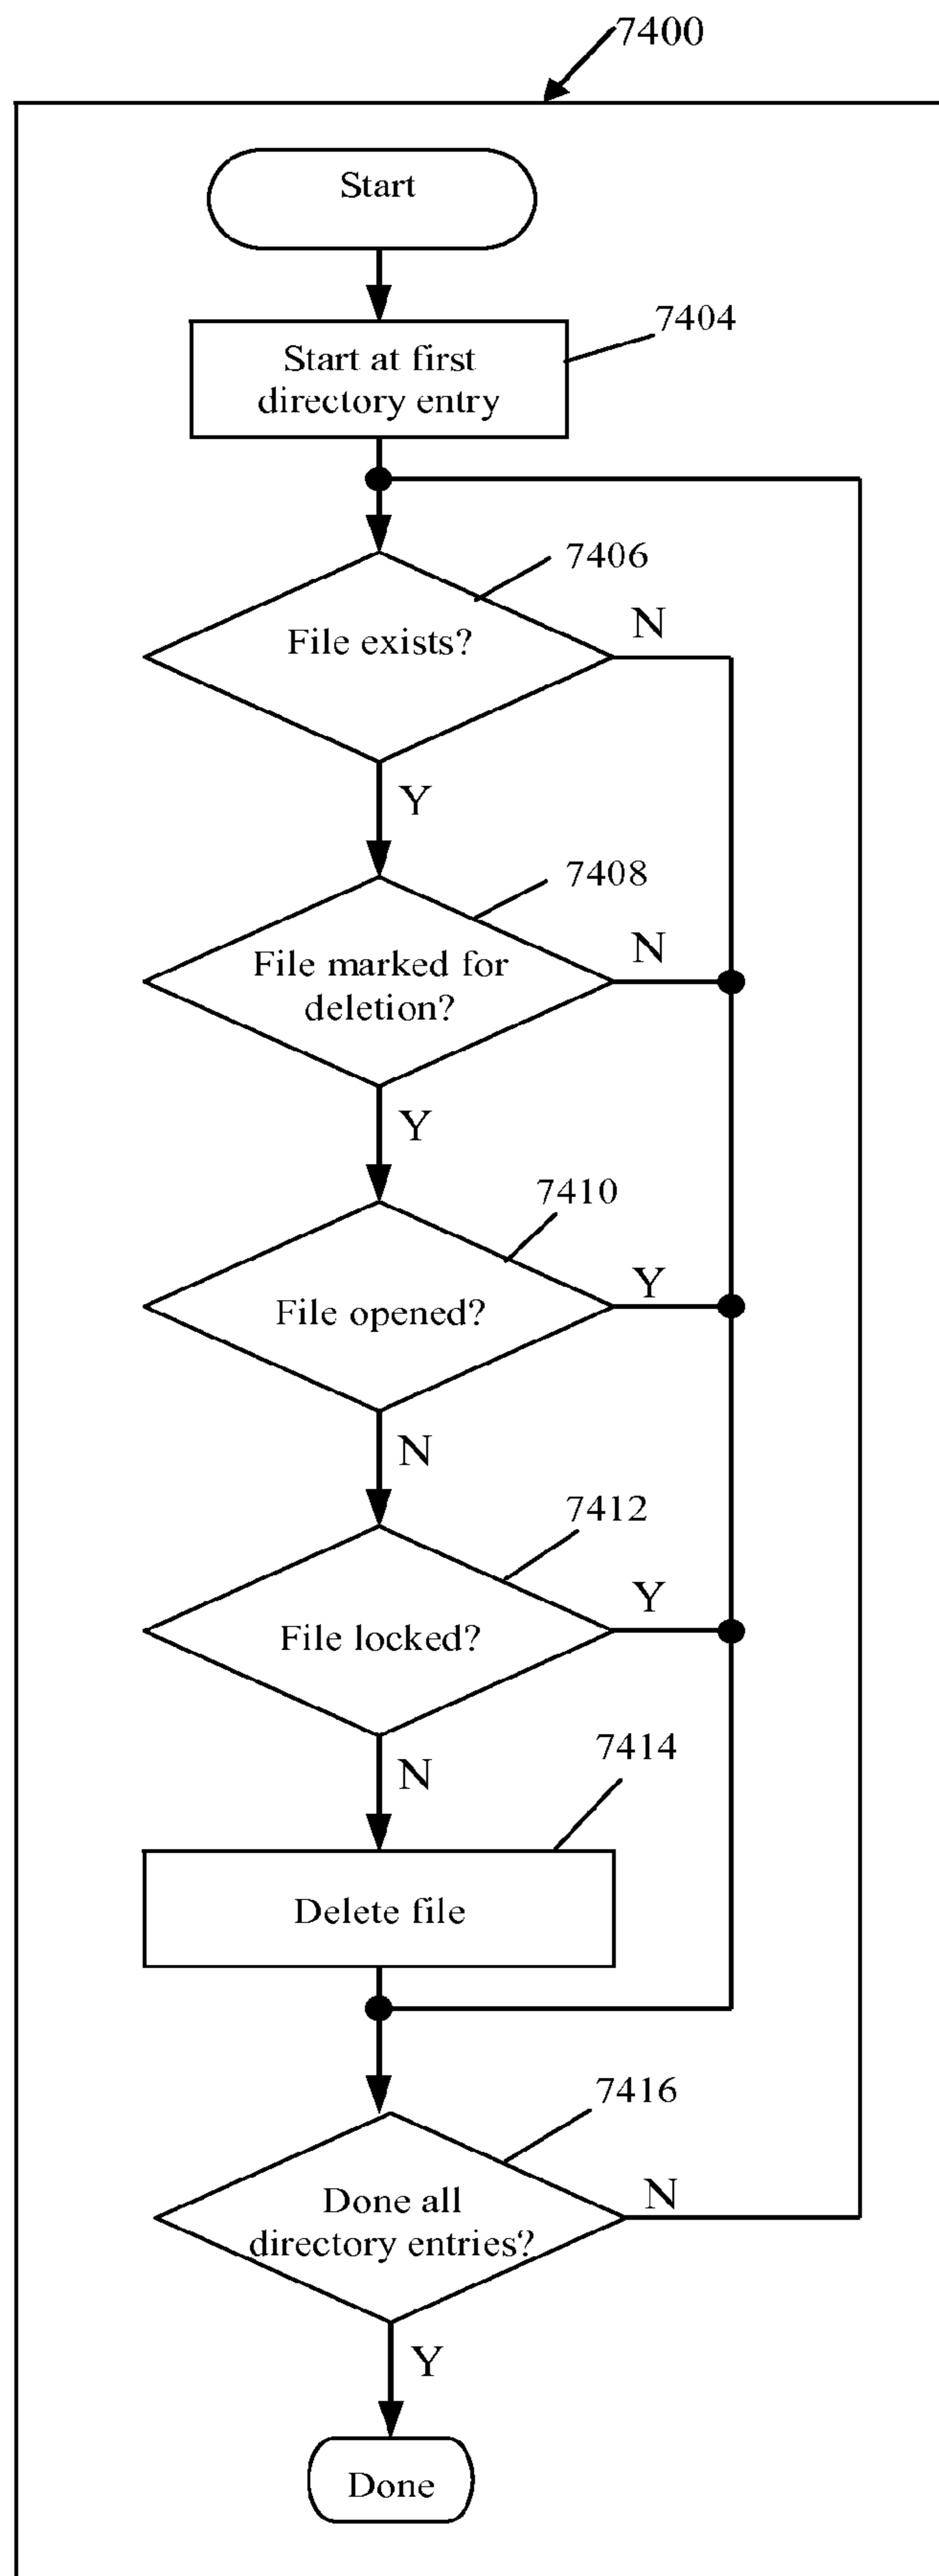 7400
Start
7404
Start at first
directory entry
7406
File exists?
N
Y
7408
File marked for
deletion?
N
Y
7410
File opened?
Y
N
7412
File locked?
Y
N
7414
Delete file
7416
Done all
directory entries?
N
Y
Done